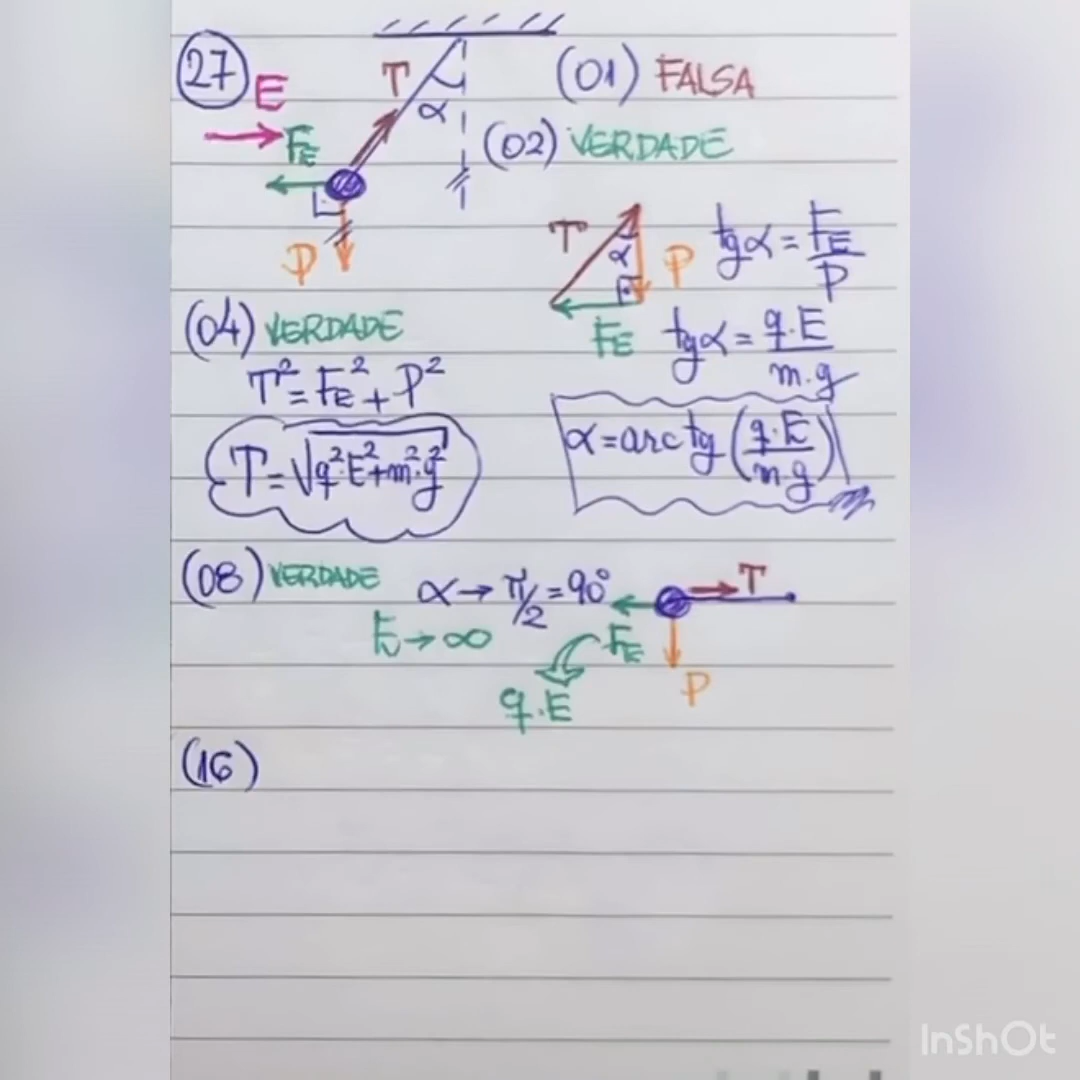 27
E
T
α
FE
P
(01) FALSA
(02) VERDADE
T
α
P
FE
tgα = FE/P
tgα = q.E/m.g
α = arc tg (q.E/m.g)
(04) VERDADE
T² = FE² + P²
T = √q².E²+m².g²
(08) VERDADE
α → π/2 = 90°
→ ∞
T
FE
q.E
P
(16)
InShOt